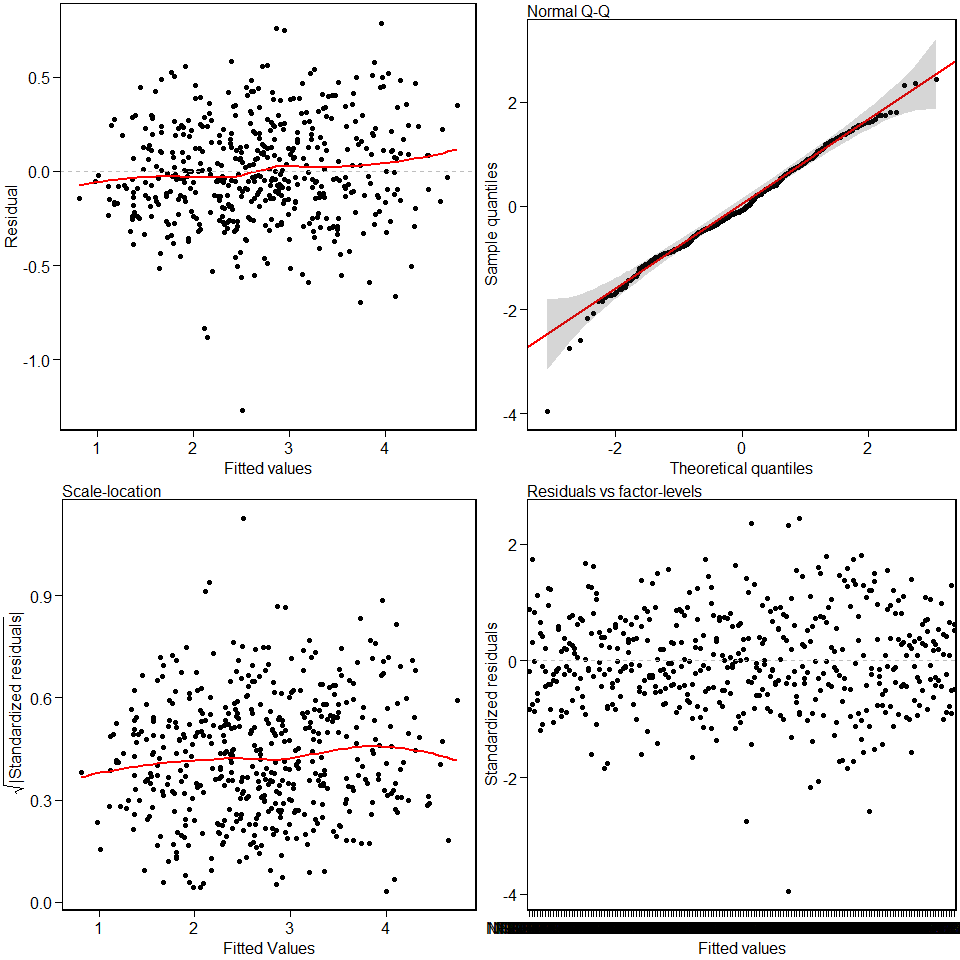 0.5
0.0
-0.5
-1.0
Residual
1 2 3 4
Fitted values
Normal Q-Q
2
0
-2
-4
Sample quantiles
-2 0 2
Theoretical quantiles
Scale-location
0.9
0.6
0.3
0.0
√|Standardized residuals|
1 2 3 4
Fitted Values
Residuals vs factor-levels
2
0
-2
-4
Standardized residuals
Fitted values